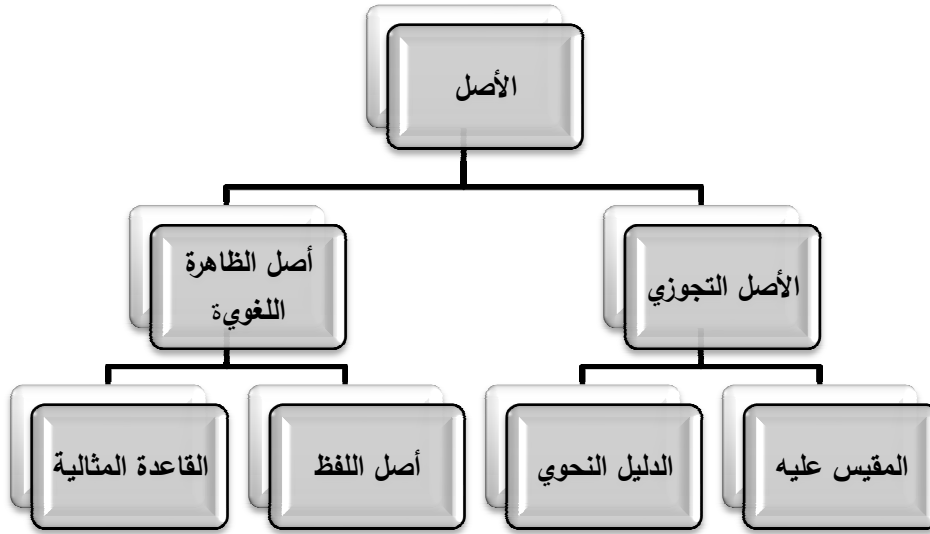 الأصل
الأصل التجوزي
أصل الظاهرة
اللغوية
المقيس عليه
الدليل النحوي
أصل اللفظ
القاعدة المثالية